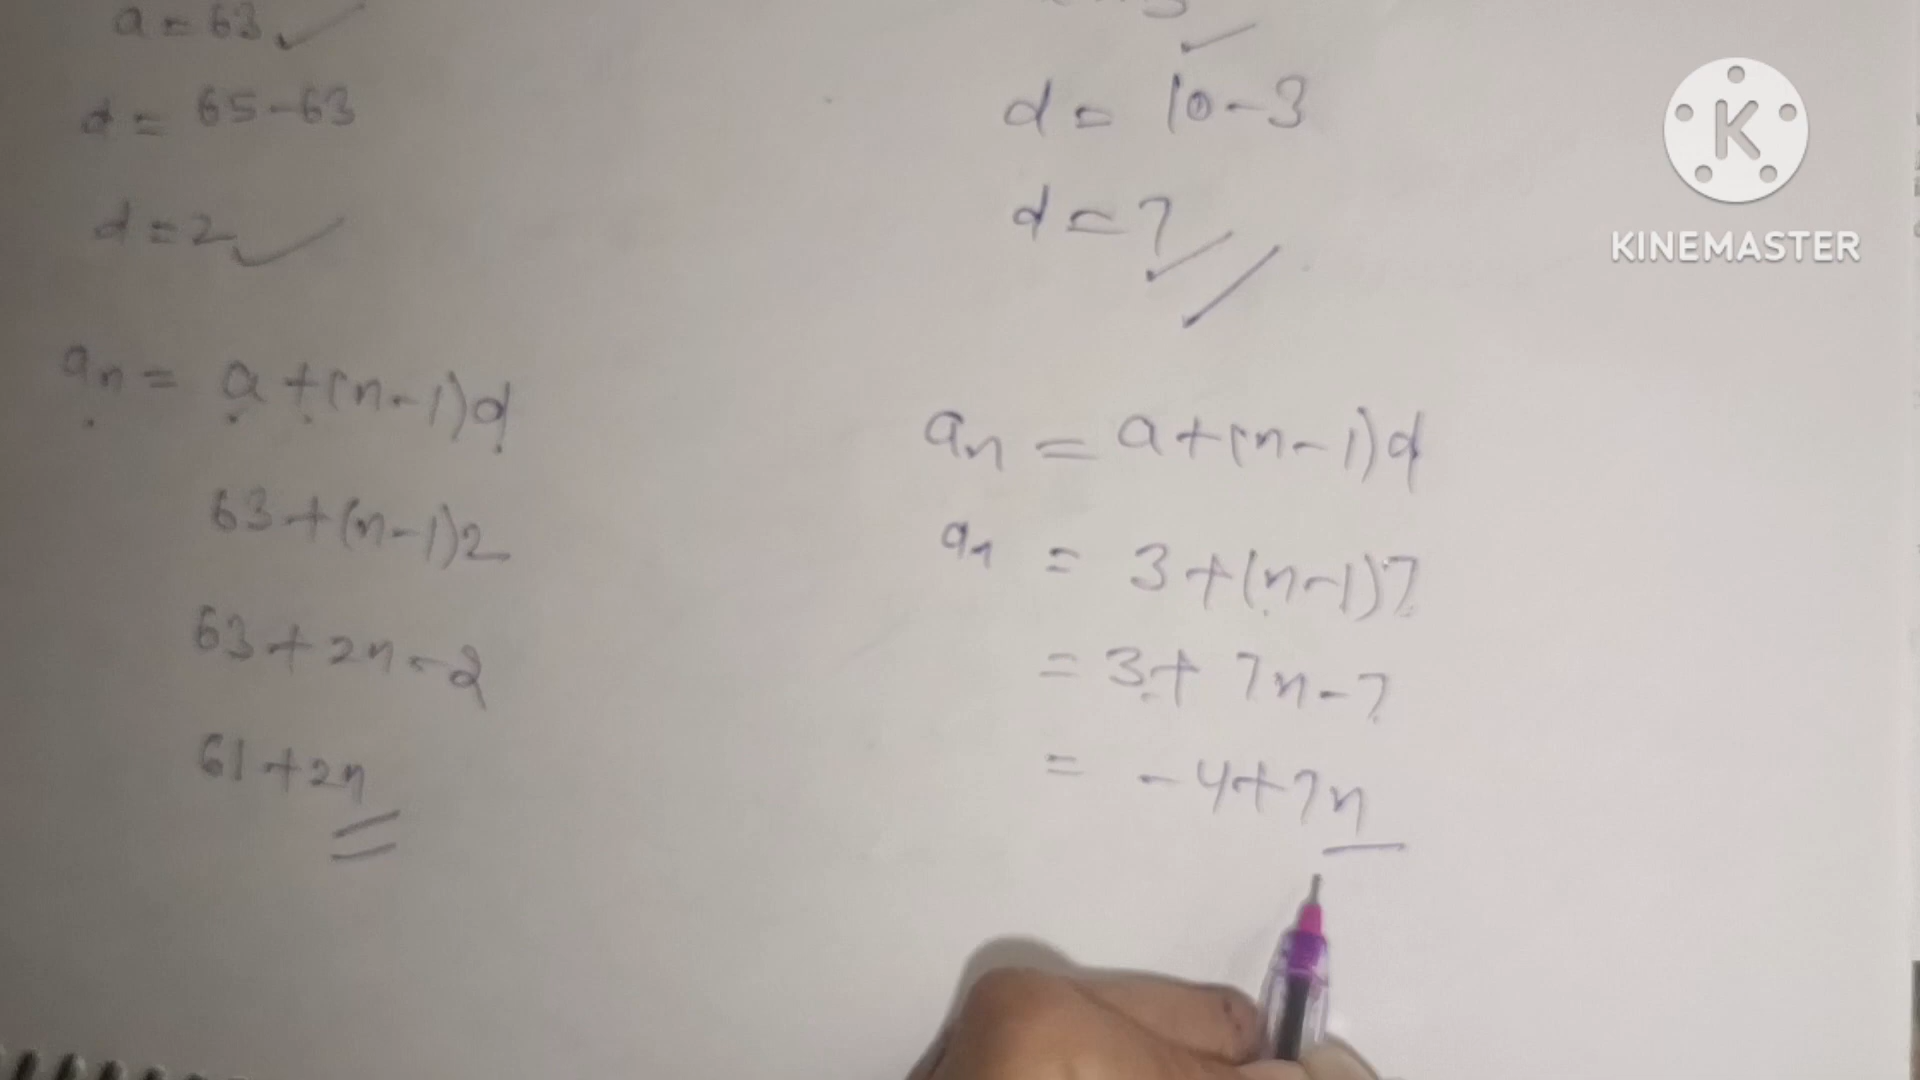 a = 63
d = 65-63
d = 2
an = a+(n-1)d
63+(n-1)2
63+2n-2
61+2n
d = 10-3
d = 7
an = a+(n-1)d
an = 3+(n-1)7
= 3+7n-7
= -4+7n
K
KINEMASTER